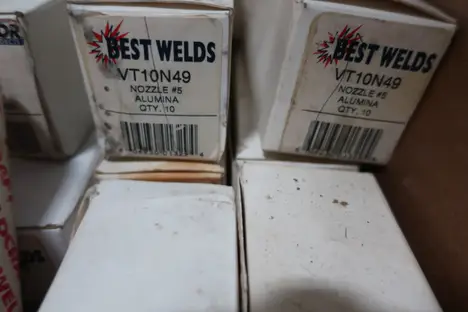 BEST WELDS
VT10N49
NOZZLE #5
ALUMINA
QTY. 10
BEST WELDS
VT10N49
NOZZLE #5
ALUMINA
QTY. 10